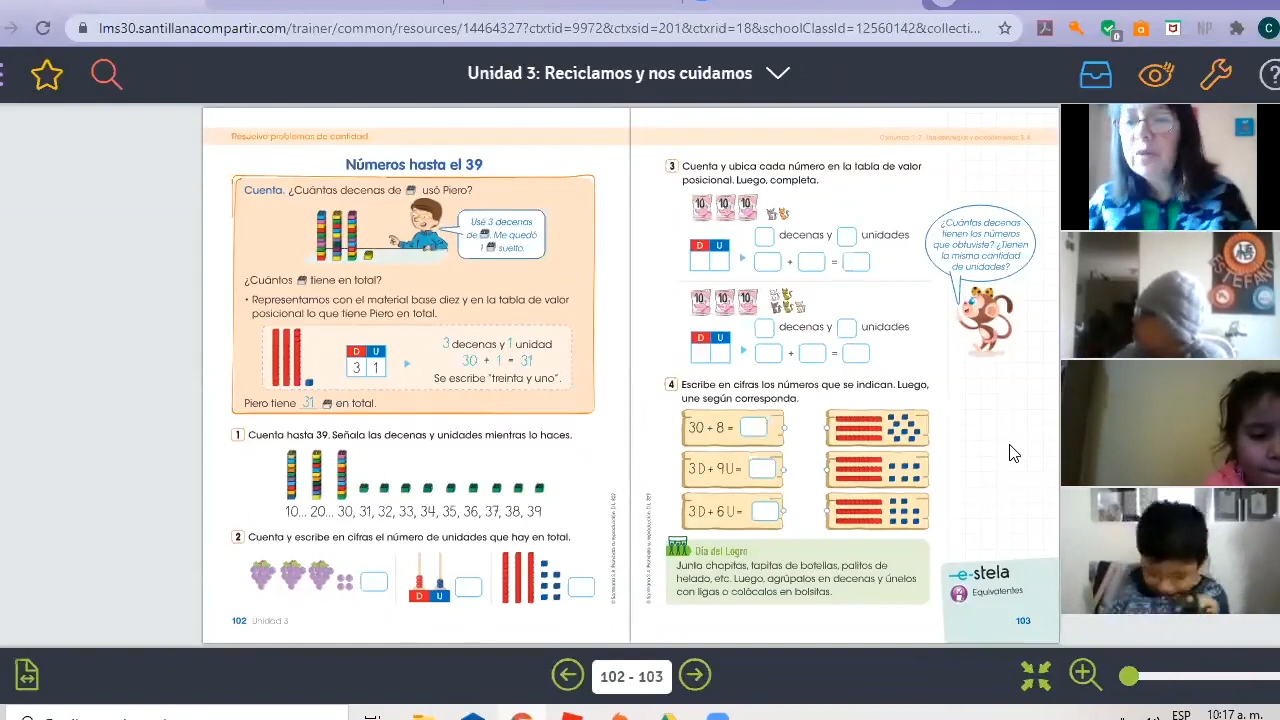 lms30.santillanacompartir.com/trainer/common/resources/14464327?ctxtid=9972&ctxsid=201&ctxrid=18&schoolClassId=12560142&collecti...
Unidad 3: Reciclamos y nos cuidamos
Resuelvo problemas de cantidad
Números hasta el 39
Cuenta. ¿Cuántas decenas de usó Piero?
Usé 3 decenas
de . Me quedó
1 suelto.
¿Cuántos tiene en total?
• Representamos con el material base diez y en la tabla de valor
posicional lo que tiene Piero en total.
D U
3 1
3 decenas y 1 unidad
30 + 1 = 31
Se escribe "treinta y uno".
Piero tiene 31 en total.
1 Cuenta hasta 39. Señala las decenas y unidades mientras lo haces.
10... 20... 30, 31, 32, 33, 34, 35, 36, 37, 38, 39
2 Cuenta y escribe en cifras el número de unidades que hay en total.
D U
102 Unidad 3
3 Cuenta y ubica cada número en la tabla de valor
posicional. Luego, completa.
10 10 10
decenas y unidades
D U
+ =
10 10 10
decenas y unidades
D U
+ =
¿Cuántas decenas
tienen los números
que obtuviste? ¿Tienen
la misma cantidad
de unidades?
4 Escribe en cifras los números que se indican. Luego,
une según corresponda.
30 + 8 =
3 D + 9 U =
3 D + 6 U =
Día del Logro
Junta chapitas, tapitas de botellas, palitos de
helado, etc. Luego, agrúpalos en decenas y únelos
con ligas o colócalos en bolsitas.
e-stela
Equivalentes
103
102 - 103
ESP 10:17 a. m.